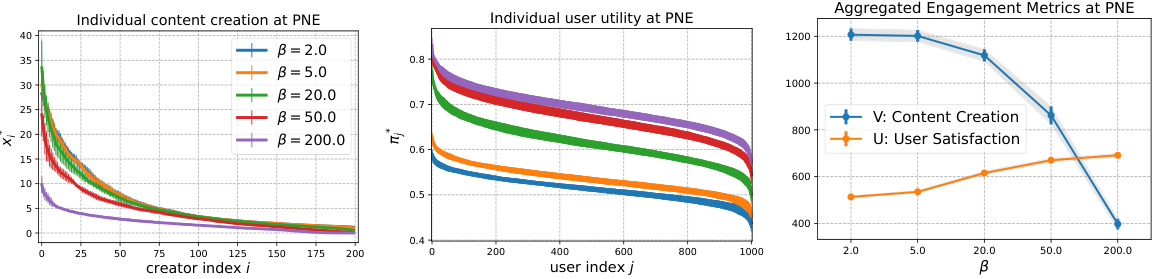 Individual content creation at PNE
40
35
30
25
20
15
10
5
0
x*i
0 25 50 75 100 125 150 175 200
creator index i
β = 2.0
β = 5.0
β = 20.0
β = 50.0
β = 200.0
Individual user utility at PNE
0.8
0.7
0.6
0.5
0.4
π*j
0 200 400 600 800 1000
user index j
Aggregated Engagement Metrics at PNE
1200
1000
800
600
400
V: Content Creation
U: User Satisfaction
2.0 5.0 20.0 50.0 200.0
β